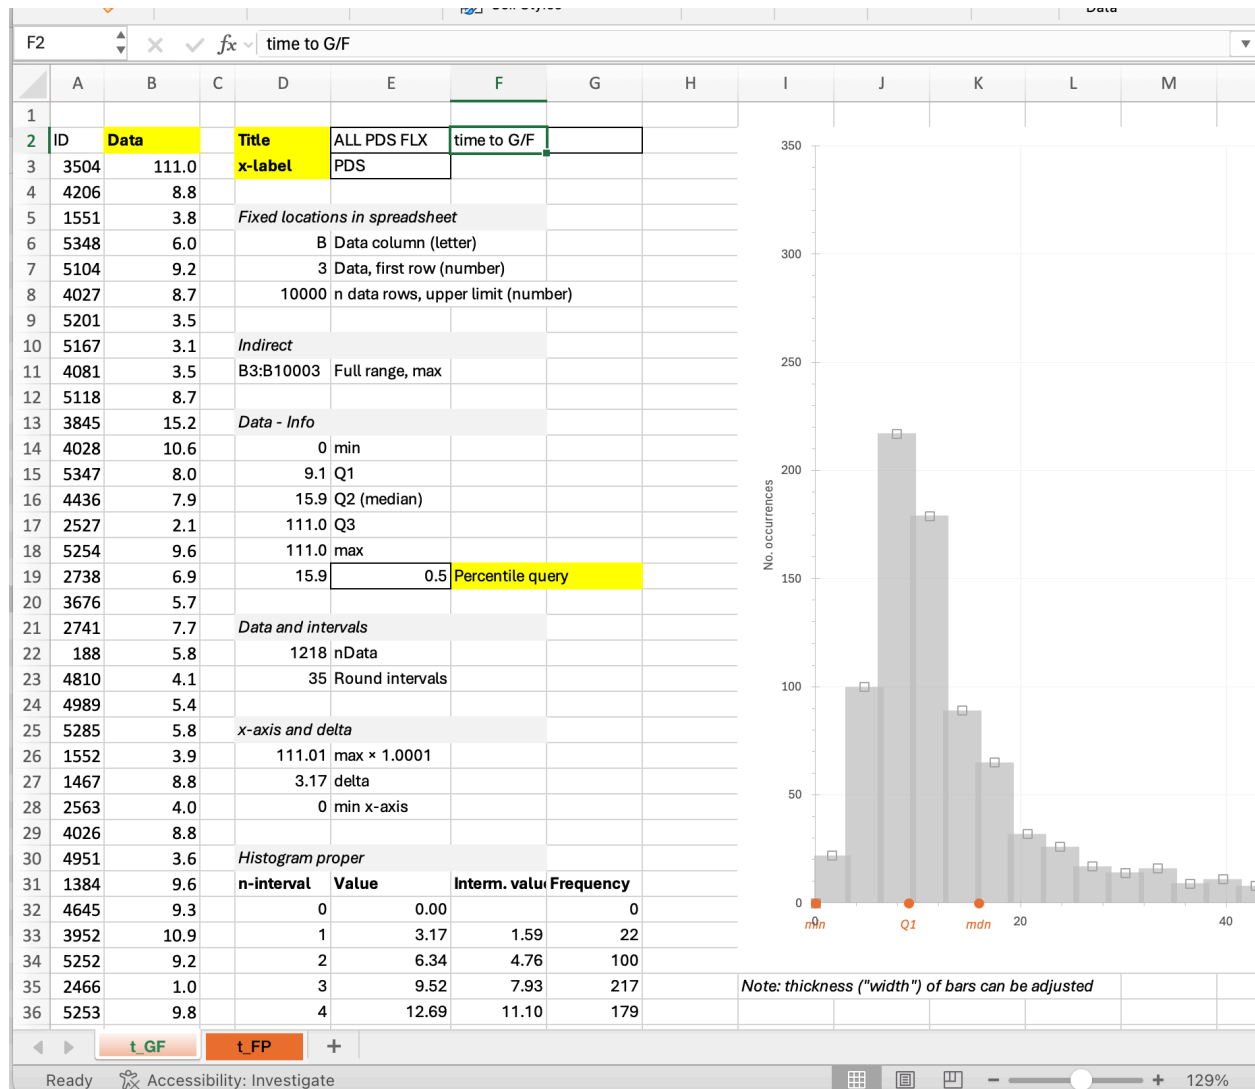 Data
F2 fx time to G/F
A B C D E F G H I J K L M
1
2 ID Data Title ALL PDS FLX time to G/F
3 3504 111.0 x-label PDS
4 4206 8.8
5 1551 3.8 Fixed locations in spreadsheet
6 5348 6.0 B Data column (letter)
7 5104 9.2 3 Data, first row (number)
8 4027 8.7 10000 n data rows, upper limit (number)
9 5201 3.5
10 5167 3.1 Indirect
11 4081 3.5 B3:B10003 Full range, max
12 5118 8.7
13 3845 15.2 Data - Info
14 4028 10.6 0 min
15 5347 8.0 9.1 Q1
16 4436 7.9 15.9 Q2 (median)
17 2527 2.1 111.0 Q3
18 5254 9.6 111.0 max
19 2738 6.9 15.9 0.5 Percentile query
20 3676 5.7
21 2741 7.7 Data and intervals
22 188 5.8 1218 nData
23 4810 4.1 35 Round intervals
24 4989 5.4
25 5285 5.8 x-axis and delta
26 1552 3.9 111.01 max × 1.0001
27 1467 8.8 3.17 delta
28 2563 4.0 0 min x-axis
29 4026 8.8
30 4951 3.6 Histogram proper
31 1384 9.6 n-interval Value Interm. valu Frequency
32 4645 9.3 0 0.00 0
33 3952 10.9 1 3.17 1.59 22
34 5252 9.2 2 6.34 4.76 100
35 2466 1.0 3 9.52 7.93 217
36 5253 9.8 4 12.69 11.10 179
350
300
250
200
150
100
50
0
No. occurrences
0 20 40
min Q1 mdn
Note: thickness ("width") of bars can be adjusted
t_GF t_FP +
Ready Accessibility: Investigate - + 129%